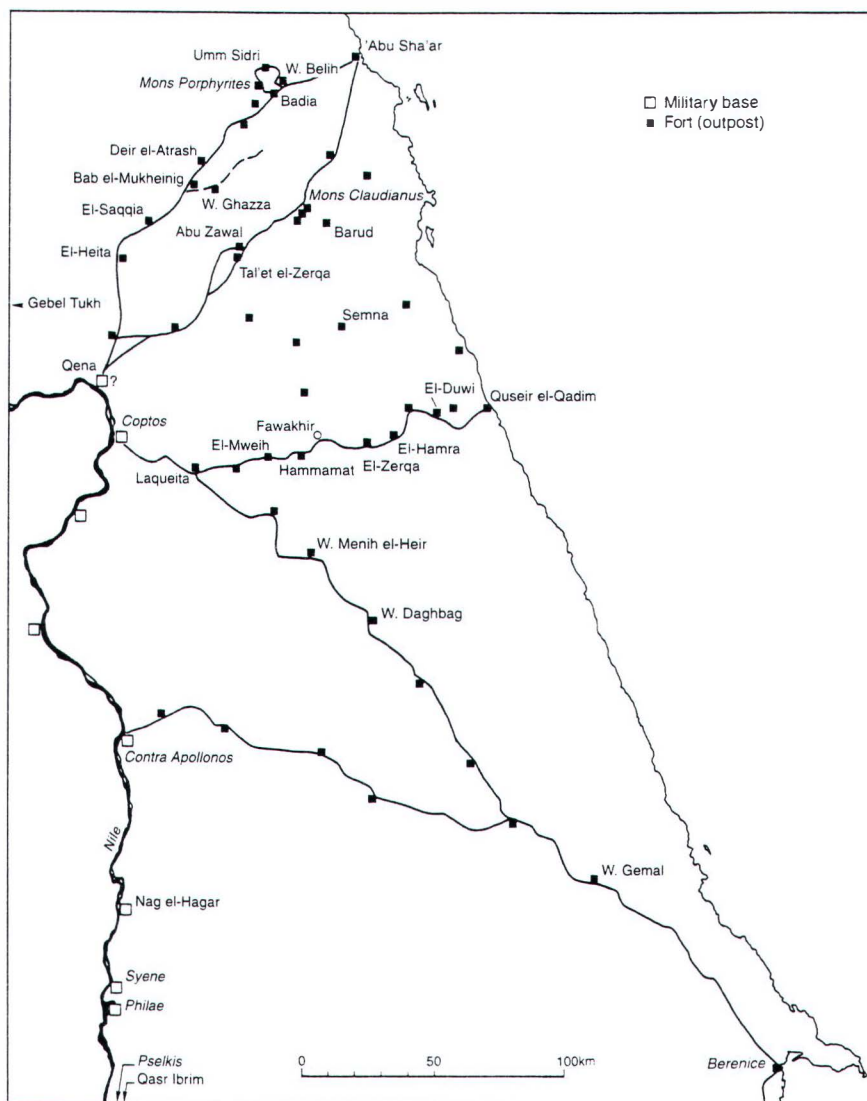 'Abu Sha'ar
Umm Sidri
W. Belih
Mons Porphyrites
Badia
□ Military base
■ Fort (outpost)
Deir el-Atrash
Bab el-Mukheinig
Mons Claudianus
W. Ghazza
El-Saqqia
Abu Zawal
Barud
El-Heita
Tal'et el-Zerqa
Gebel Tukh
Semna
Qena
?
El-Duwi
Quseir el-Qadim
Coptos
Fawakhir
El-Mweih
El-Hamra
Laqueita
Hammamat
El-Zerqa
W. Menih el-Heir
W. Daghbag
Contra Apollonos
Nile
W. Gemal
Nag el-Hagar
Syene
Philae
Pselkis
Qasr Ibrim
0 50 100km
Berenice